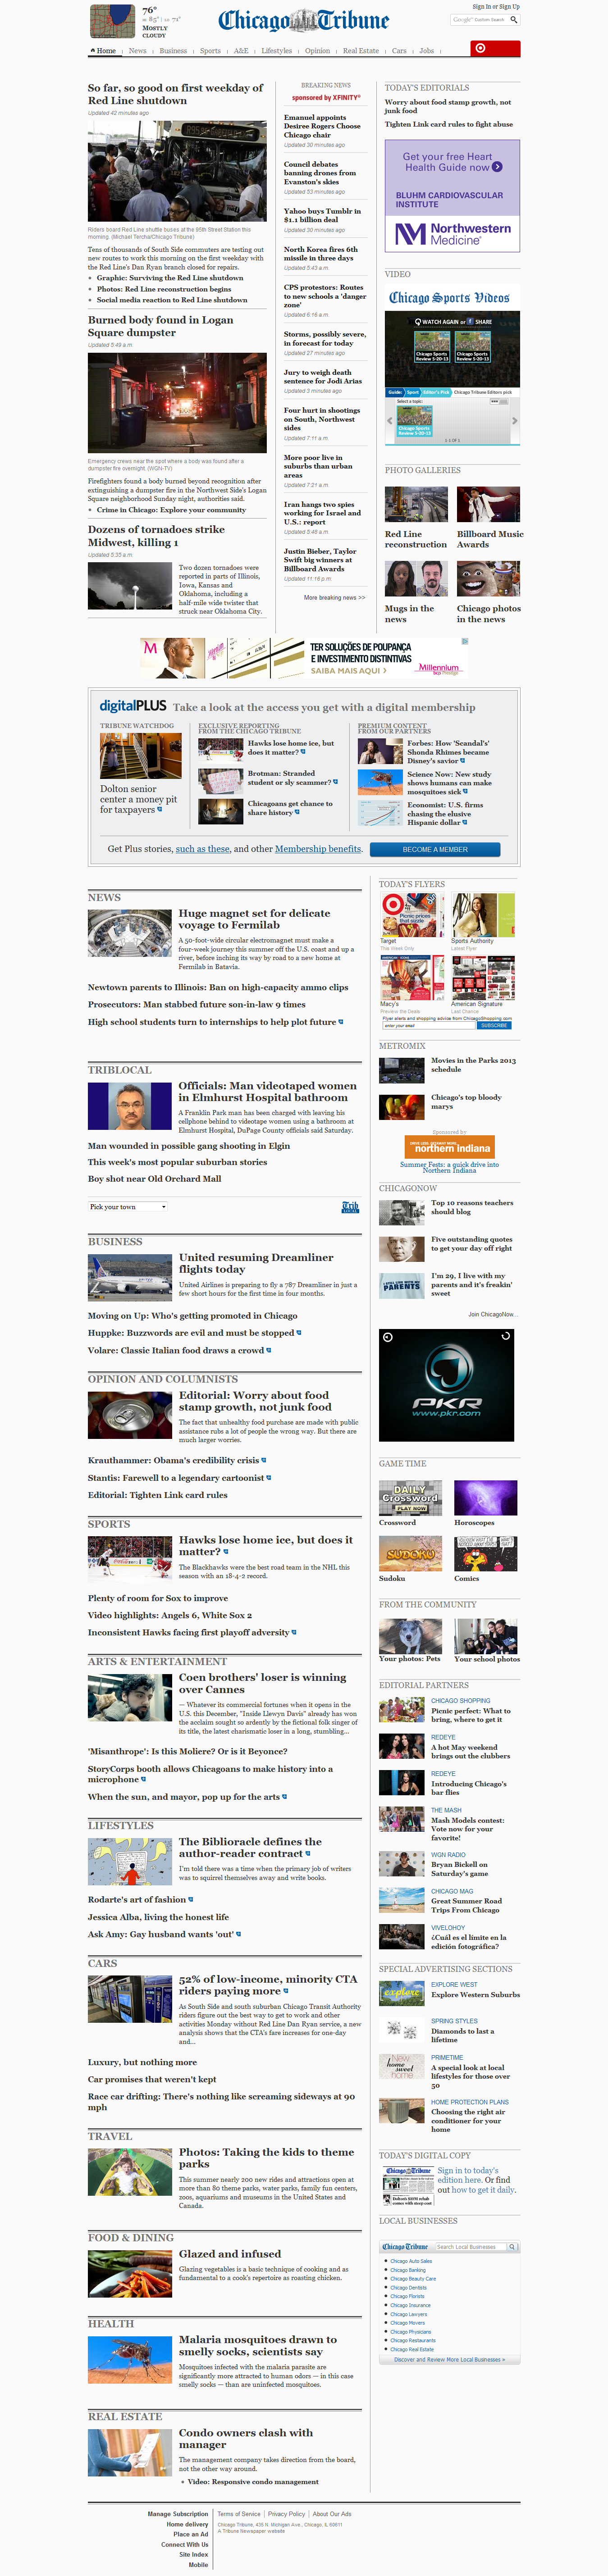 76°
Mostly
cloudy
Chicago Tribune
Sign In or Sign Up
Google Custom Search
Home
News
Business
Sports
A&E
Lifestyles
Opinion
Real Estate
Cars
Jobs
So far, so good on first weekday of
Red Line shutdown
Updated 42 minutes ago
Riders board Red Line shuttle buses at the 95th Street Station this
morning. (Michael Tercha/Chicago Tribune)
Tens of thousands of South Side commuters are testing out
new routes to work this morning on the first weekday with
the Red Line's Dan Ryan branch closed for repairs.
Graphic: Surviving the Red Line shutdown
Photos: Red Line reconstruction begins
Social media reaction to Red Line shutdown
Burned body found in Logan
Square dumpster
Updated 5:49 a.m.
Emergency crews near the spot where a body was found after a
dumpster fire overnight. (WGN-TV)
Firefighters found a body burned beyond recognition after
extinguishing a dumpster fire in the Northwest Side's Logan
Square neighborhood Sunday night, authorities said.
Crime in Chicago: Explore your community
Dozens of tornadoes strike
Midwest, killing 1
Updated 5:35 a.m.
Two dozen tornadoes were
reported in parts of Illinois,
Iowa, Kansas and
Oklahoma, including a
half-mile wide twister that
struck near Oklahoma City.
BREAKING NEWS
sponsored by XFINITY®
Emanuel appoints
Desiree Rogers Choose
Chicago chair
Updated 30 minutes ago
Council debates
banning drones from
Evanston's skies
Updated 53 minutes ago
Yahoo buys Tumblr in
$1.1 billion deal
Updated 30 minutes ago
North Korea fires 6th
missile in three days
Updated 5:43 a.m.
CPS protesters: Routes
to new schools a 'danger
zone'
Updated 6:16 a.m.
Storms, possibly severe,
in forecast for today
Updated 27 minutes ago
Jury to weigh death
sentence for Jodi Arias
Updated 3 minutes ago
Four hurt in shootings
on South, Northwest
sides
Updated 7:11 a.m.
More poor live in
suburbs than urban
areas
Updated 7:21 a.m.
Iran hangs two spies
working for Israel and
U.S.: report
Updated 5:46 a.m.
Justin Bieber, Taylor
Swift big winners at
Billboard Awards
Updated 11:16 p.m.
More breaking news >>
TODAY'S EDITORIALS
Worry about food stamp growth, not
junk food
Tighten Link card rules to fight abuse
Get your free Heart
Health Guide now
BLUHM CARDIOVASCULAR
INSTITUTE
Northwestern
Medicine®
VIDEO
Chicago Sports Videos
WATCH AGAIN or SHARE
Chicago Sports
Review 5-20-13
Chicago Sports
Review 5-20-13
Guide: Sport Editor's Pick Chicago Tribune Editors pick
Select a topic:
Chicago Sports
Review 5-20-13
1-1 OF 1
PHOTO GALLERIES
Red Line
reconstruction
Billboard Music
Awards
Mugs in the
news
Chicago photos
in the news
TER SOLUÇÕES DE POUPANÇA
E INVESTIMENTO DISTINTIVAS
SAIBA MAIS AQUI
Millennium
bcp Prestige
digitalPLUS
Take a look at the access you get with a digital membership
TRIBUNE WATCHDOG
Dolton senior
center a money pit
for taxpayers
EXCLUSIVE REPORTING
FROM THE CHICAGO TRIBUNE
Hawks lose home ice, but
does it matter?
Brotman: Stranded
student or sly scammer?
Chicagoans get chance to
share history
PREMIUM CONTENT
FROM OUR PARTNERS
Forbes: How 'Scandal's'
Shonda Rhimes became
Disney's savior
Science Now: New study
shows humans can make
mosquitoes sick
Economist: U.S. firms
chasing the elusive
Hispanic dollar
Get Plus stories, such as these, and other Membership benefits.
BECOME A MEMBER
NEWS
Huge magnet set for delicate
voyage to Fermilab
A 50-foot-wide circular electromagnet must make a
four-week journey this summer off the U.S. coast and up a
river, before inching its way by road to a new home at
Fermilab in Batavia.
Newtown parents to Illinois: Ban on high-capacity ammo clips
Prosecutors: Man stabbed future son-in-law 9 times
High school students turn to internships to help plot future
TRIBLOCAL
Officials: Man videotaped women
in Elmhurst Hospital bathroom
A Franklin Park man has been charged with leaving his
cellphone behind to videotape women using a bathroom at
Elmhurst Hospital, DuPage County officials said Saturday.
Man wounded in possible gang shooting in Elgin
This week's most popular suburban stories
Boy shot near Old Orchard Mall
Pick your town
Trib
LOCAL
BUSINESS
United resuming Dreamliner
flights today
United Airlines is preparing to fly a 787 Dreamliner in just a
few short hours for the first time in four months.
Moving on Up: Who's getting promoted in Chicago
Huppke: Buzzwords are evil and must be stopped
Volare: Classic Italian food draws a crowd
OPINION AND COLUMNISTS
Editorial: Worry about food
stamp growth, not junk food
The fact that unhealthy food purchase are made with public
assistance rubs a lot of people the wrong way. But there are
much larger worries.
Krauthammer: Obama's credibility crisis
Stantis: Farewell to a legendary cartoonist
Editorial: Tighten Link card rules
SPORTS
Hawks lose home ice, but does it
matter?
The Blackhawks were the best road team in the NHL this
season with an 18-4-2 record.
Plenty of room for Sox to improve
Video highlights: Angels 6, White Sox 2
Inconsistent Hawks facing first playoff adversity
ARTS & ENTERTAINMENT
Coen brothers' loser is winning
over Cannes
— Whatever its commercial fortunes when it opens in the
U.S. this December, "Inside Llewyn Davis" already has won
the acclaim sought so ardently by the fictional folk singer of
its title, the latest charismatic loser in a long, stumbling...
'Misanthrope': Is this Moliere? Or is it Beyonce?
StoryCorps booth allows Chicagoans to make history into a
microphone
When the sun, and mayor, pop up for the arts
LIFESTYLES
The Biblioracle defines the
author-reader contract
I'm told there was a time when the primary job of writers
was to squirrel themselves away and write books.
Rodarte's art of fashion
Jessica Alba, living the honest life
Ask Amy: Gay husband wants 'out'
CARS
52% of low-income, minority CTA
riders paying more
As South Side and south suburban Chicago Transit Authority
riders figure out the best way to get to work and other
activities Monday without Red Line Dan Ryan service, a new
analysis shows the CTA's fare increases for one-day
and...
Luxury, but nothing more
Car promises that weren't kept
Race car drifting: There's nothing like screaming sideways at 90
mph
TRAVEL
Photos: Taking the kids to theme
parks
This summer nearly 200 new rides and attractions open at
more than 80 theme parks, water parks, family fun centers,
zoos, aquariums and museums in the United States and
Canada.
FOOD & DINING
Glazed and infused
Glazing vegetables is a basic technique of cooking and as
fundamental to a cook's repertoire as roasting chicken.
HEALTH
Malaria mosquitoes drawn to
smelly socks, scientists say
Mosquitoes infected with the malaria parasite are
significantly more attracted to human odors — in this case
smelly socks — than are uninfected mosquitoes.
REAL ESTATE
Condo owners clash with
manager
The management company takes direction from the board,
not the other way around.
Video: Responsive condo management
TODAY'S FLYERS
Target
This Week Only
Sports Authority
Latest Flyer
Macy's
Preview the Deals
American Signature
Last Chance
Flyer alerts and shopping advice from ChicagoShopping.com
enter your email
SUBSCRIBE
METROMIX
Movies in the Parks 2013
schedule
Chicago's top bloody
marys
Sponsored by
northern indiana
Summer Fests: a quick drive into
Northern Indiana
CHICAGONOW
Top 10 reasons teachers
should blog
Five outstanding quotes
to get your day off right
I'm 29, I live with my
parents and it's freakin'
sweet
Join ChicagoNow...
PKR
www.pkr.com
GAME TIME
DAILY
Crossword
PLAY NOW
Crossword
Horoscopes
SUDOKU
Sudoku
Comics
FROM THE COMMUNITY
Your photos: Pets
Your school photos
EDITORIAL PARTNERS
CHICAGO SHOPPING
Picnic perfect: What to
bring, where to get it
REDEYE
A hot May weekend
brings out the clubbers
REDEYE
Introducing Chicago's
bar flies
THE MASH
Mash Models contest:
Vote now for your
favorite!
WGN RADIO
Bryan Bickell on
Saturday's game
CHICAGO MAG
Great Summer Road
Trips From Chicago
VIVELOHOY
¿Cuál es el límite en la
edición fotográfica?
SPECIAL ADVERTISING SECTIONS
explore
EXPLORE WEST
Explore Western Suburbs
SPRING STYLES
Diamonds to last a
lifetime
New
home sweet
home
PRIMETIME
A special look at local
lifestyles for those over
50
HOME PROTECTION PLANS
Choosing the right air
conditioner for your
home
TODAY'S DIGITAL COPY
Sign in to today's
edition here. Or find
out how to get it daily.
LOCAL BUSINESSES
Chicago Tribune
Search Local Businesses
Chicago Auto Sales
Chicago Banking
Chicago Beauty Care
Chicago Dentists
Chicago Florists
Chicago Insurance
Chicago Lawyers
Chicago Movers
Chicago Physicians
Chicago Restaurants
Chicago Real Estate
Discover and Review More Local Businesses »
Manage Subscription
Home delivery
Place an Ad
Connect With Us
Site Index
Mobile
Terms of Service
Privacy Policy
About Our Ads
Chicago Tribune, 435 N. Michigan Ave., Chicago, IL 60611
A Tribune Newspaper website